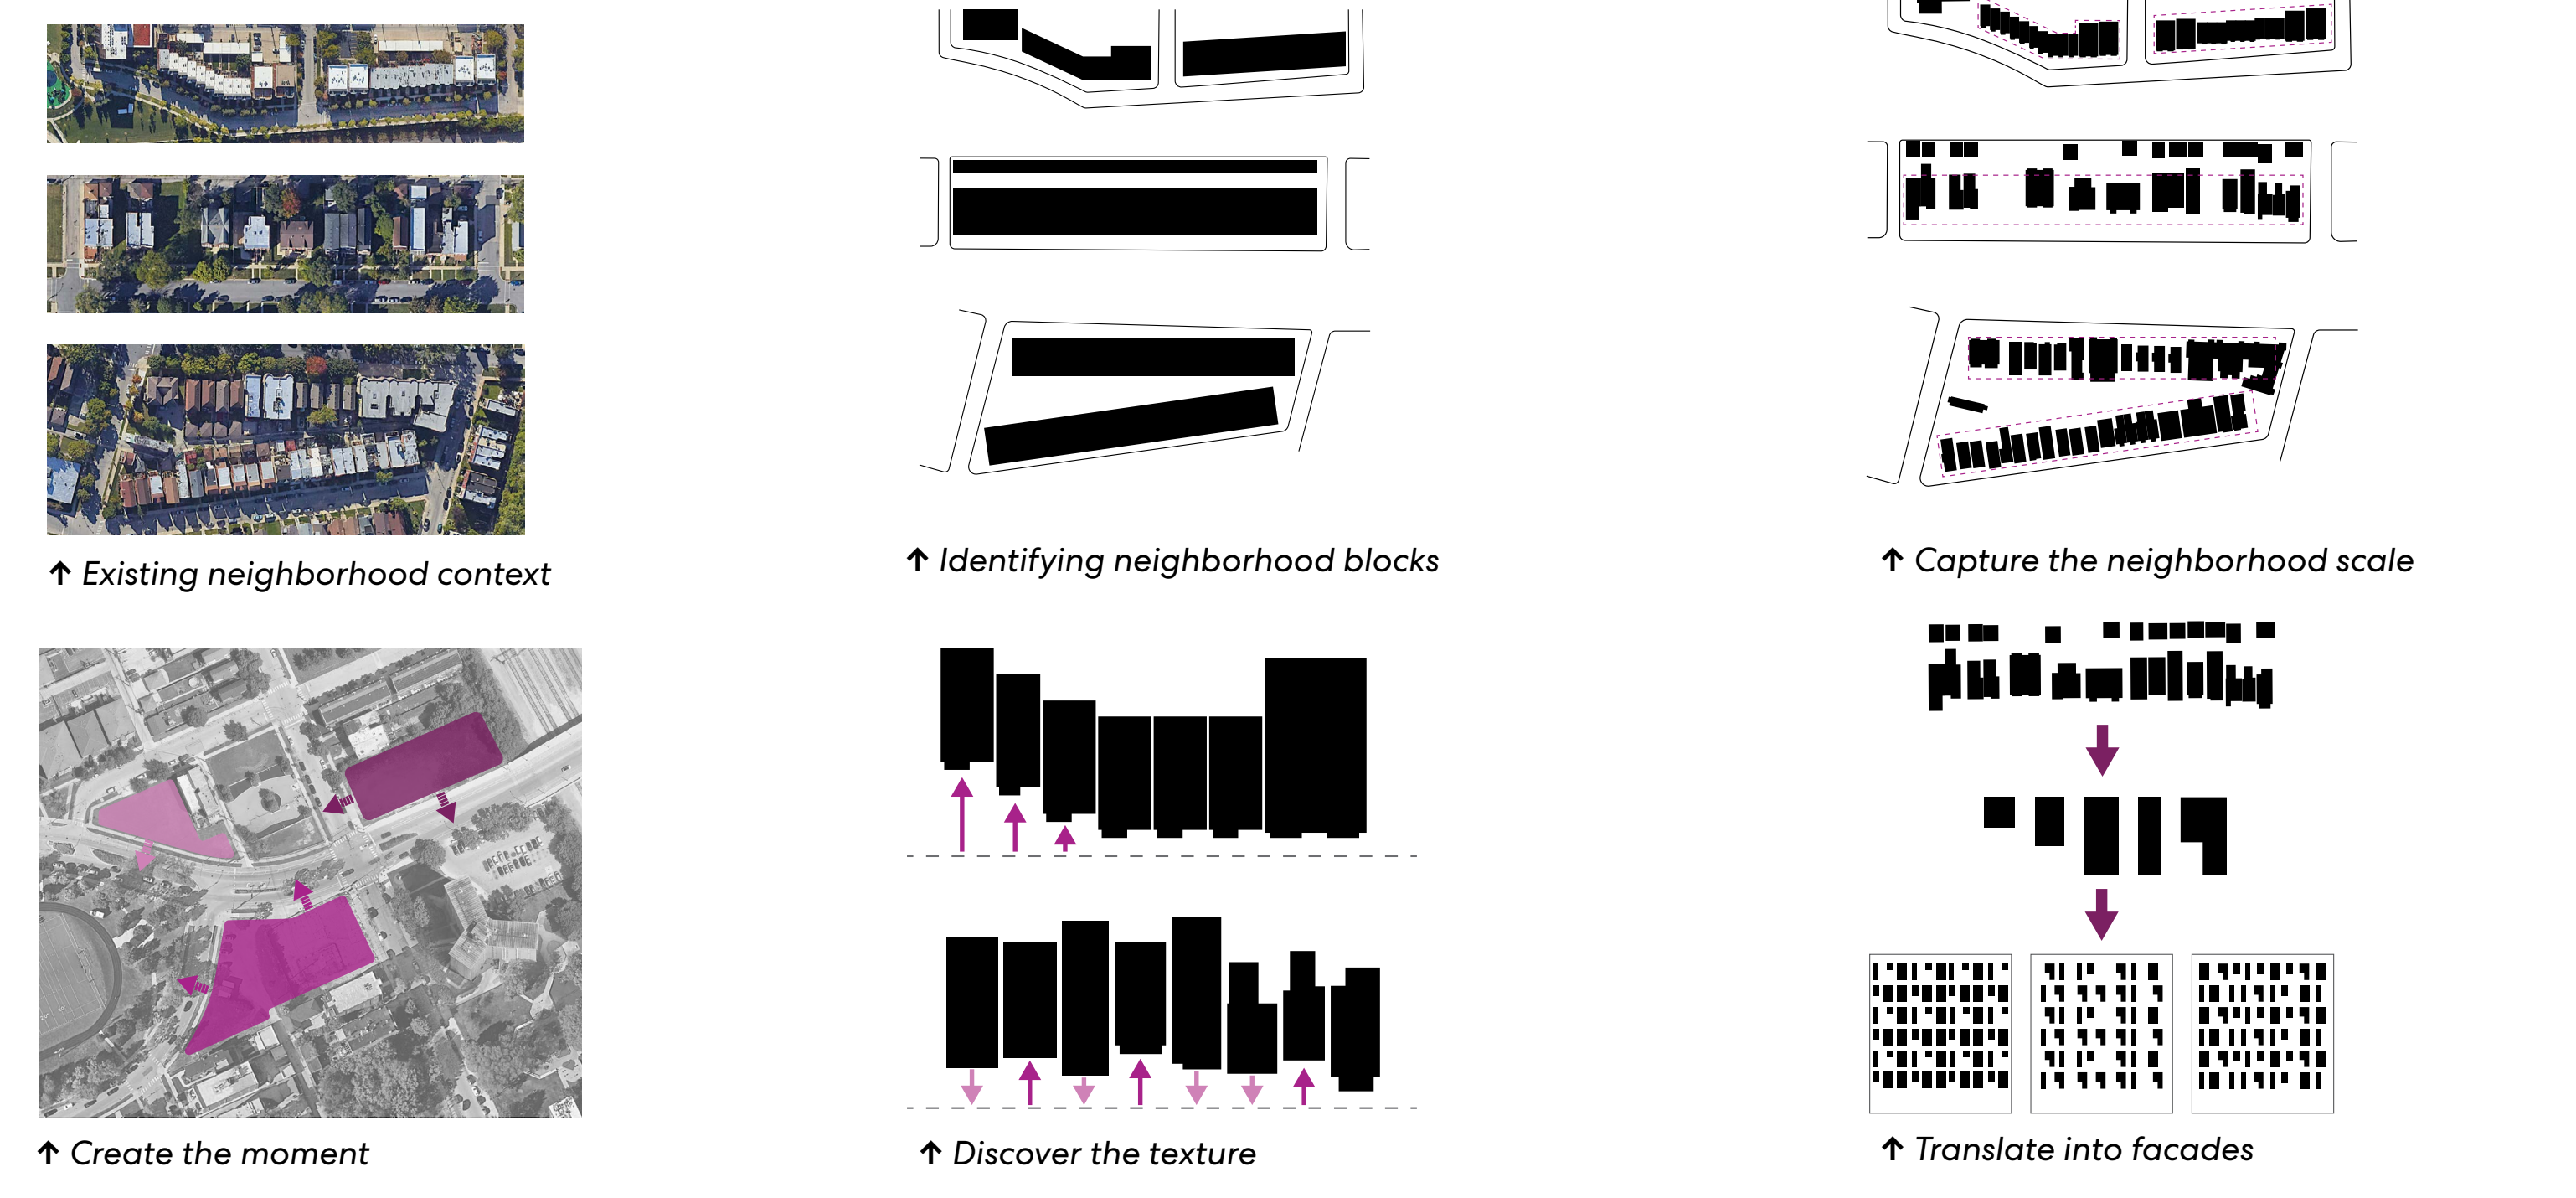 ↑ Existing neighborhood context
↑ Identifying neighborhood blocks
↑ Capture the neighborhood scale
↑ Create the moment
↑ Discover the texture
↑ Translate into facades